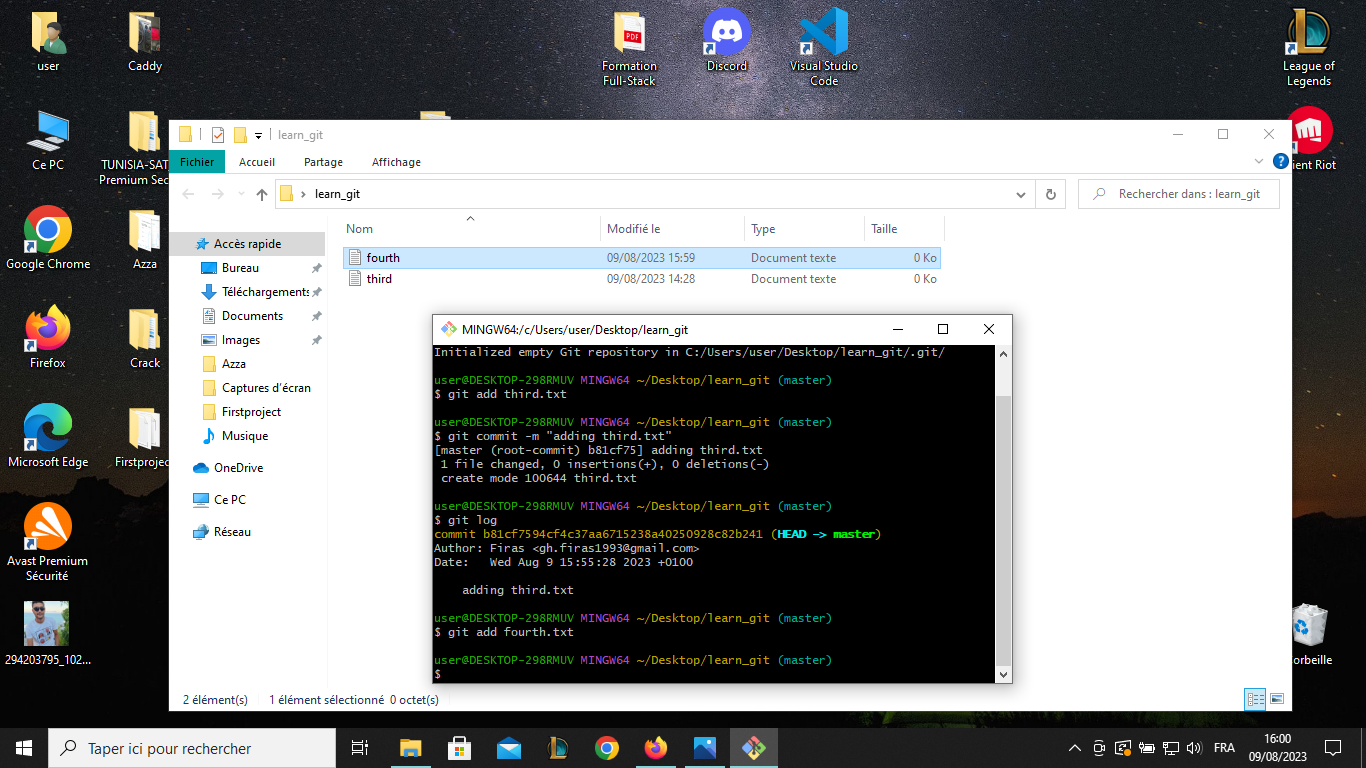 user
Caddy
Formation
Full-Stack
Discord
Visual Studio
Code
League of
Legends
Ce PC
TUNISIA-SAT
Premium Sec
ient Riot
Google Chrome
Azza
Firefox
Crack
Microsoft Edge
Firstprojec
Avast Premium
Sécurité
294203795_102...
orbeille
learn_git
Fichier
Accueil
Partage
Affichage
learn_git
Rechercher dans : learn_git
Accès rapide
Bureau
Téléchargements
Documents
Images
Azza
Captures d'écran
Firstproject
Musique
OneDrive
Ce PC
Réseau
Nom
Modifié le
Type
Taille
fourth
09/08/2023 15:59
Document texte
0 Ko
third
09/08/2023 14:28
Document texte
0 Ko
2 élément(s)
1 élément sélectionné 0 octet(s)
MINGW64:/c/Users/user/Desktop/learn_git
Initialized empty Git repository in C:/Users/user/Desktop/learn_git/.git/
user@DESKTOP-298RMUV MINGW64 ~/Desktop/learn_git (master)
$ git add third.txt
user@DESKTOP-298RMUV MINGW64 ~/Desktop/learn_git (master)
$ git commit -m "adding third.txt"
[master (root-commit) b81cf75] adding third.txt
1 file changed, 0 insertions(+), 0 deletions(-)
create mode 100644 third.txt
user@DESKTOP-298RMUV MINGW64 ~/Desktop/learn_git (master)
$ git log
commit b81cf7594cf4c37aa6715238a40250928c82b241 (HEAD -> master)
Author: Firas <gh.firas1993@gmail.com>
Date: Wed Aug 9 15:55:28 2023 +0100
adding third.txt
user@DESKTOP-298RMUV MINGW64 ~/Desktop/learn_git (master)
$ git add fourth.txt
user@DESKTOP-298RMUV MINGW64 ~/Desktop/learn_git (master)
$
Taper ici pour rechercher
FRA
16:00
09/08/2023